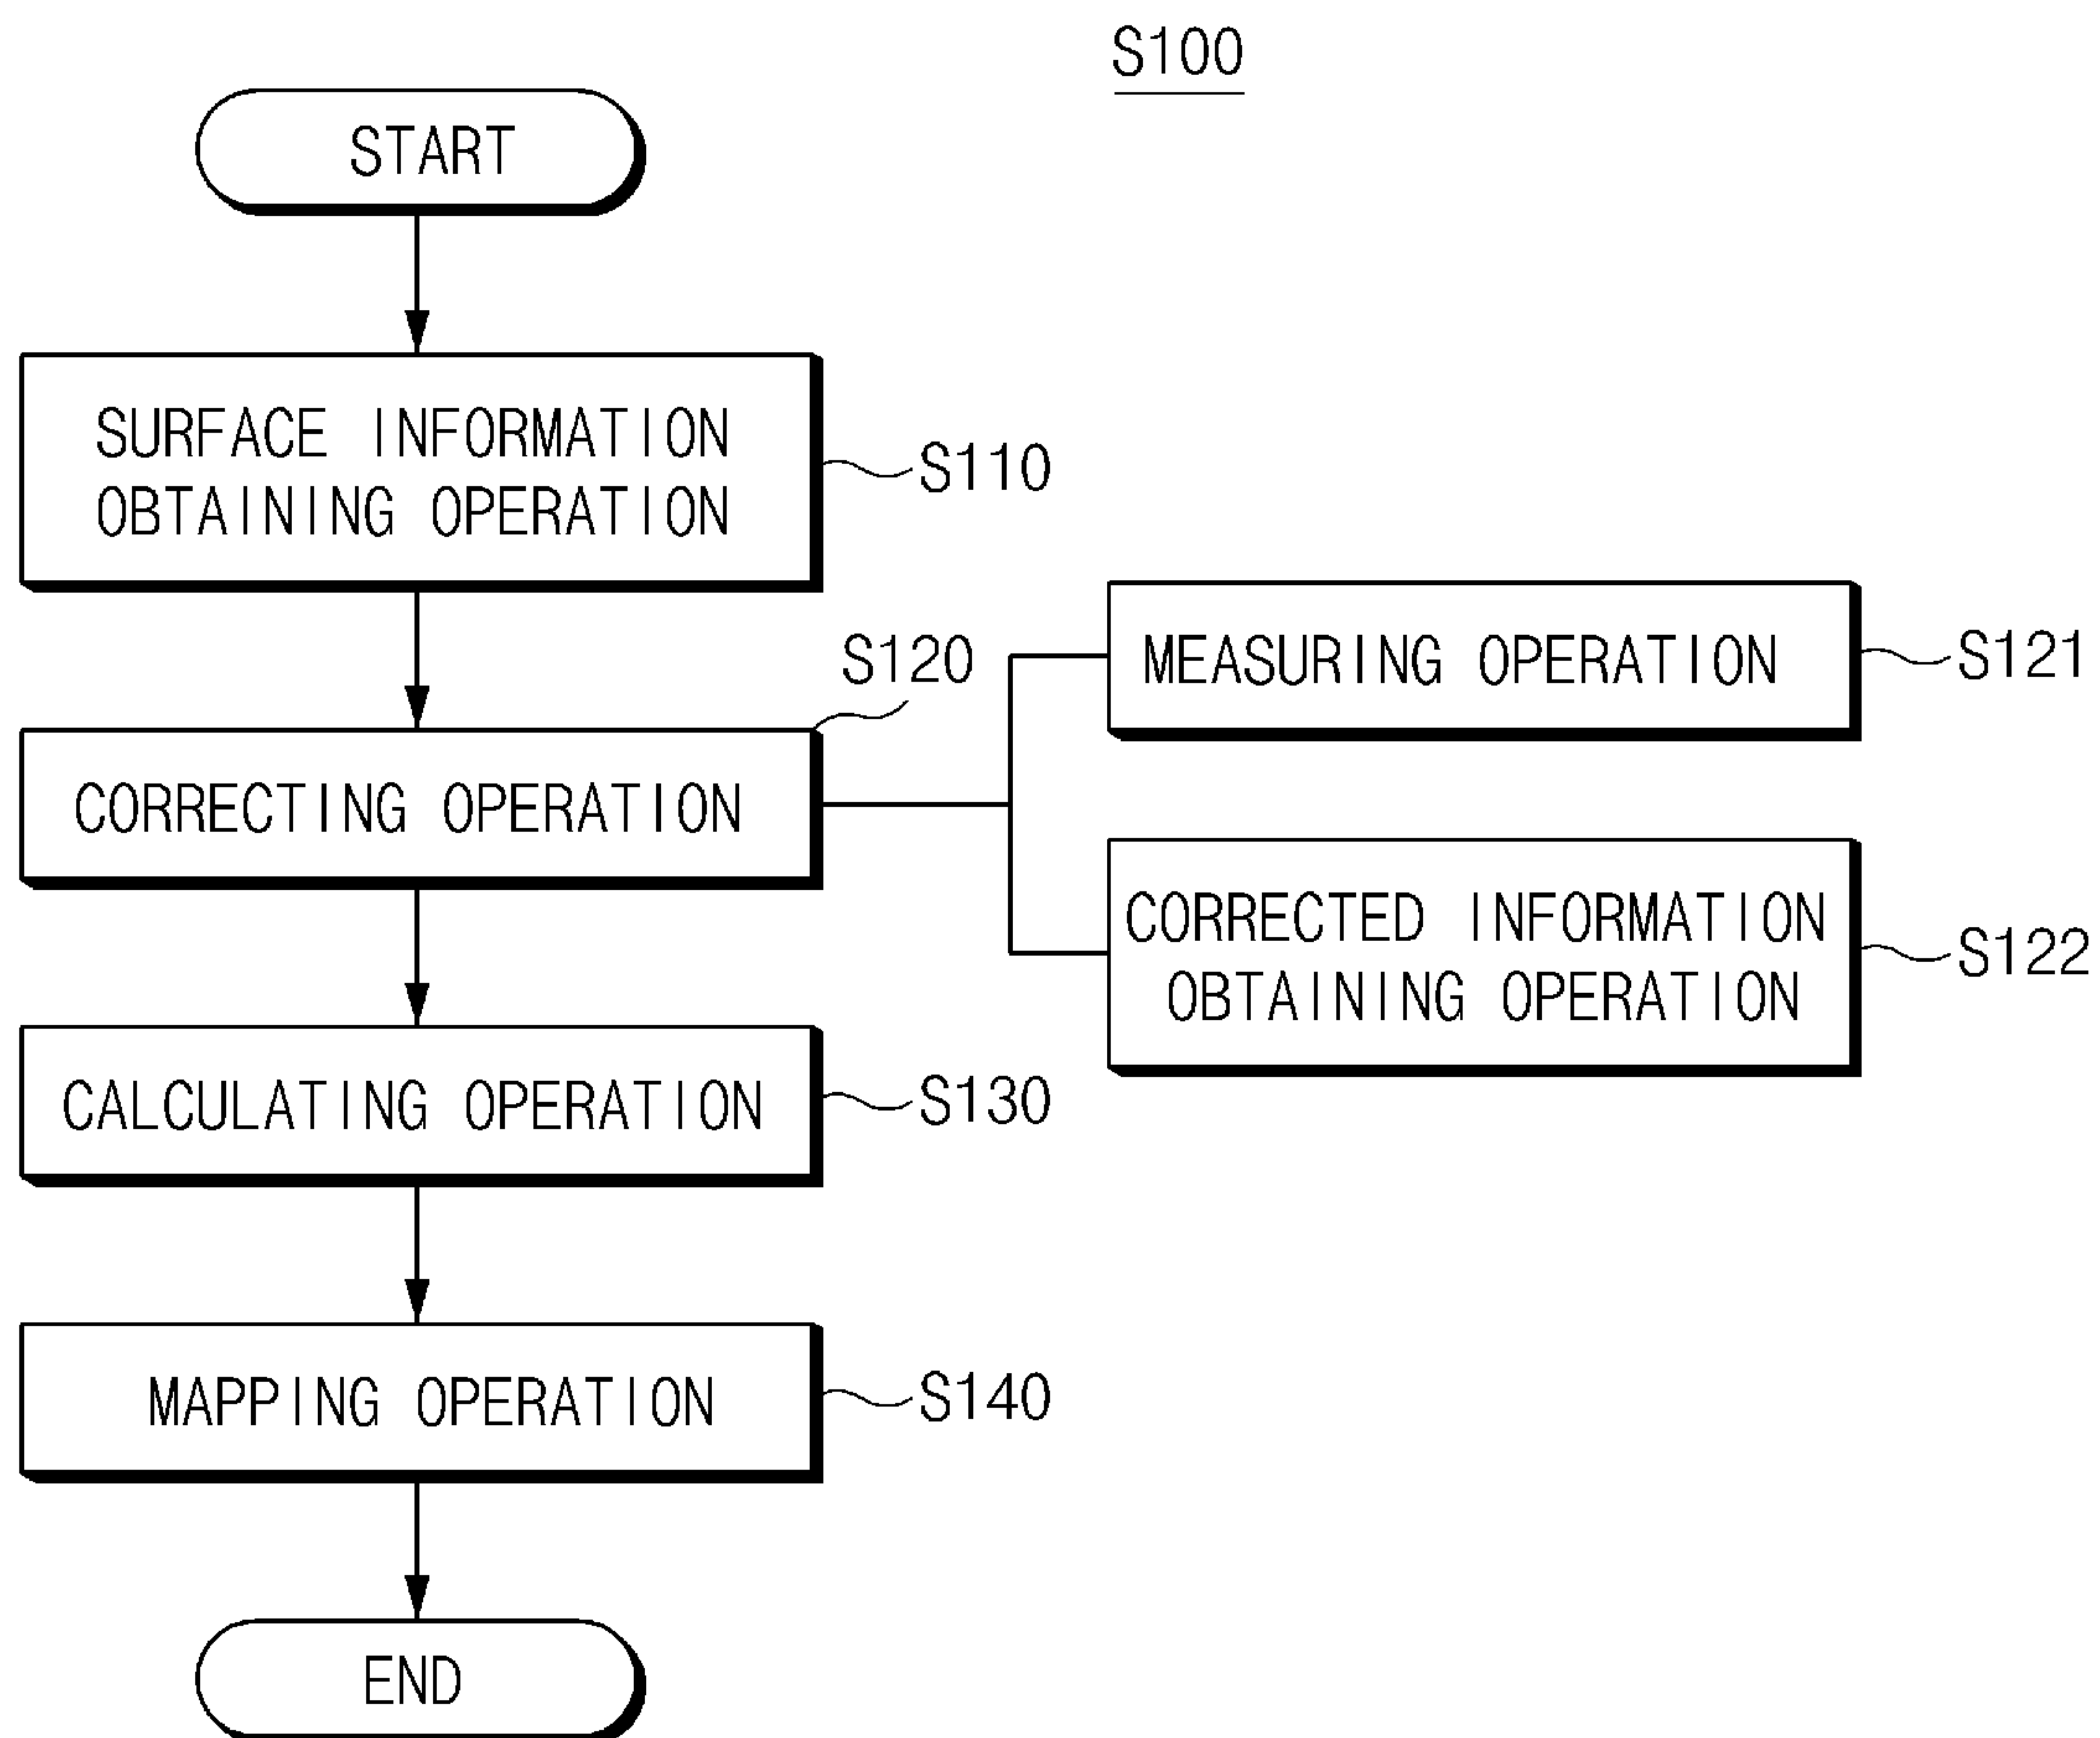 S100
START
SURFACE INFORMATION
OBTAINING OPERATION
S110
S120
CORRECTING OPERATION
MEASURING OPERATION
S121
CORRECTED INFORMATION
OBTAINING OPERATION
S122
CALCULATING OPERATION
S130
MAPPING OPERATION
S140
END